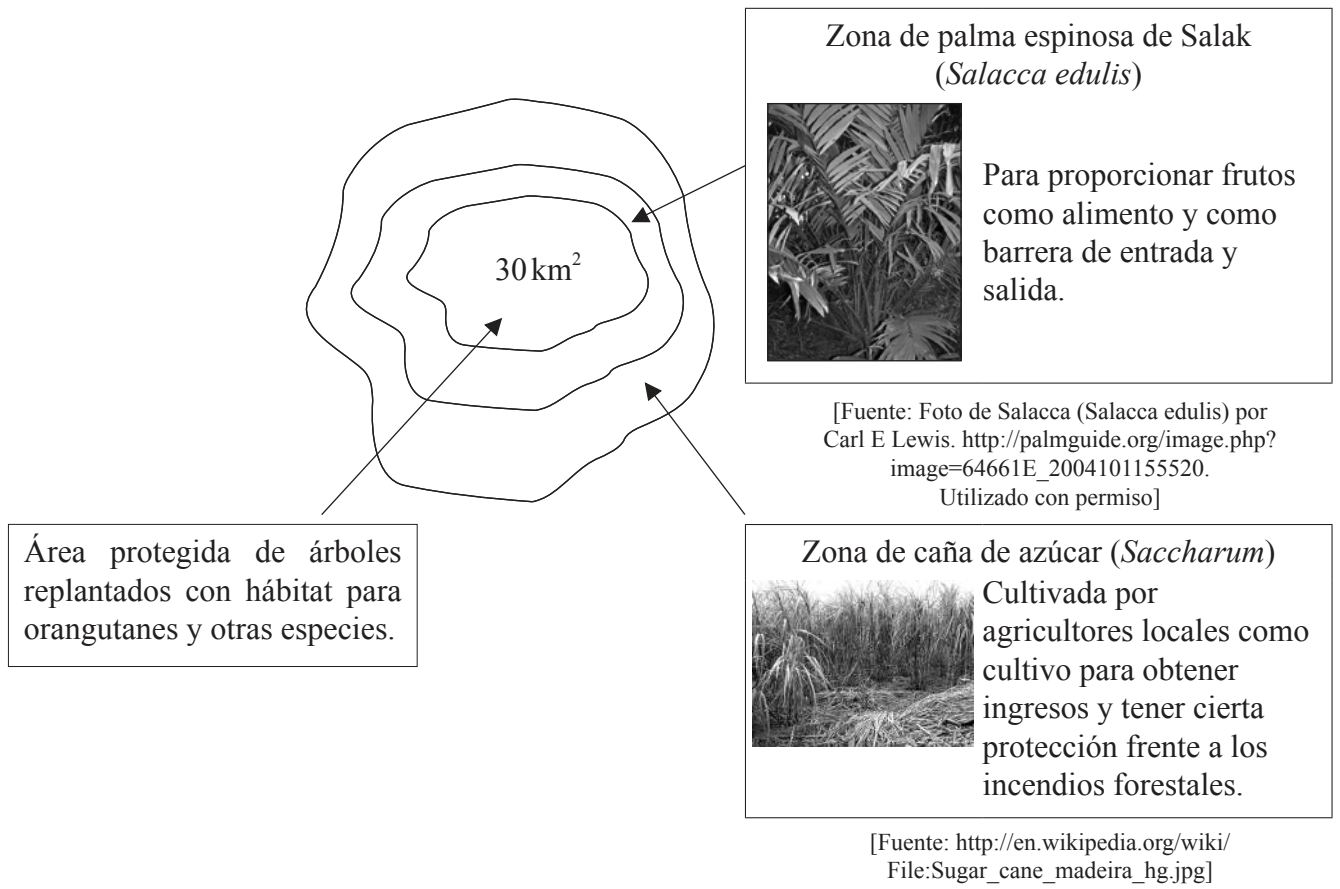 Zona de palma espinosa de Salak
(Salacca edulis)
Para proporcionar frutos
como alimento y como
barrera de entrada y
salida.
30 km²
[Fuente: Foto de Salacca (Salacca edulis) por
Carl E Lewis. http://palmguide.org/image.php?
image=64661E_2004101155520.
Utilizado con permiso]
Área protegida de árboles
replantados con hábitat para
orangutanes y otras especies.
Zona de caña de azúcar (Saccharum)
Cultivada por
agricultores locales como
cultivo para obtener
ingresos y tener cierta
protección frente a los
incendios forestales.
[Fuente: http://en.wikipedia.org/wiki/
File:Sugar_cane_madeira_hg.jpg]